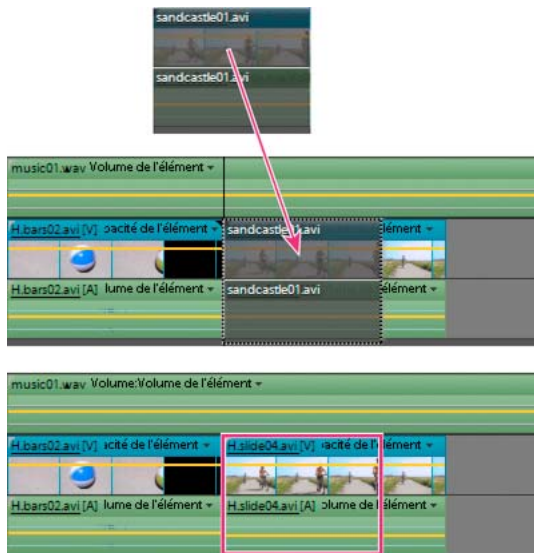 sandcastle01.avi
sandcastle01.avi
music01.wav Volume de l'élément
H.bars02.avi [V] pacité de l'élément sandcastle01.avi élément
H.bars02.avi [A] lume de l'élément sandcastle01.avi élément
music01.wav Volume:Volume de l'élément
H.bars02.avi [V] acité de l'élément H.slide04.avi [V] acité de l'élément
H.bars02.avi [A] lume de l'élément H.slide04.avi [A] olume de l'élément